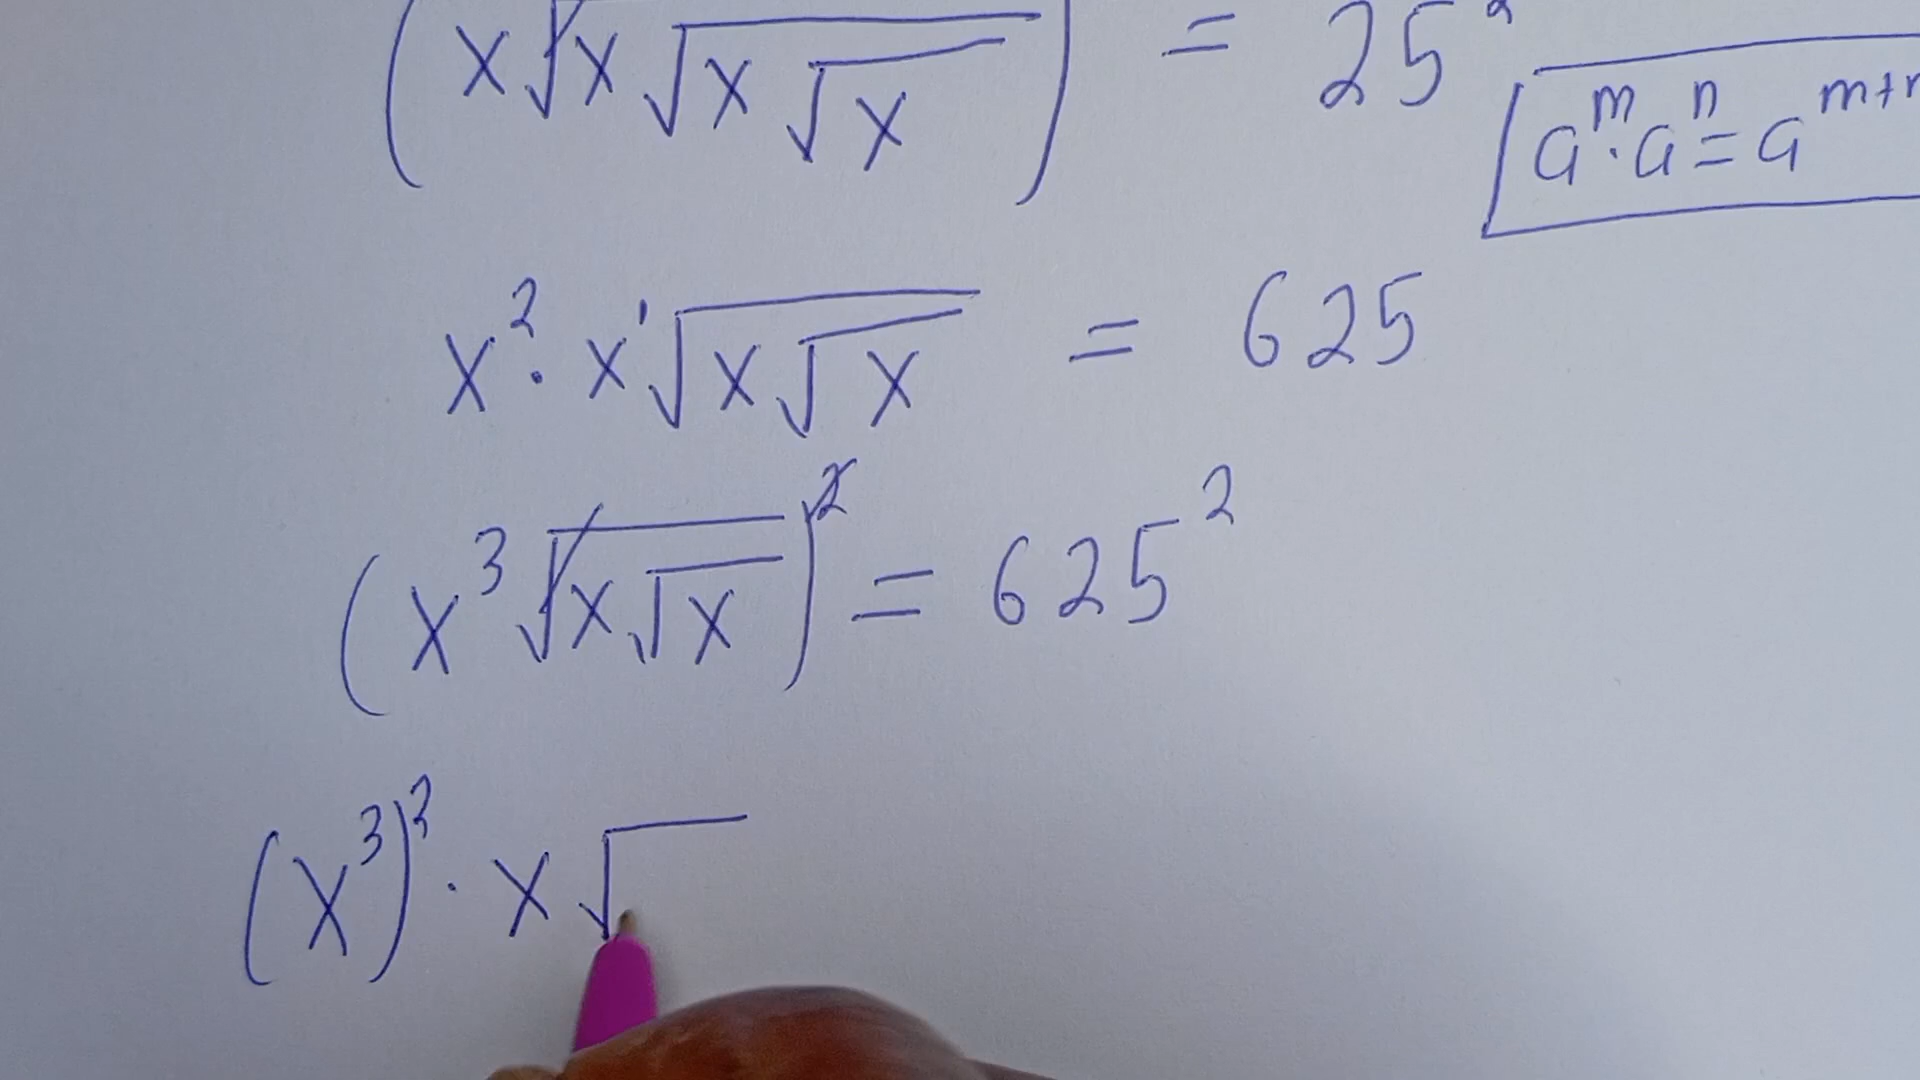 (x√x√x√x) = 25²
a^m · a^n = a^m+n
x² · x¹√x√x = 625
(x³√x√x)² = 625²
(x³)² · x√